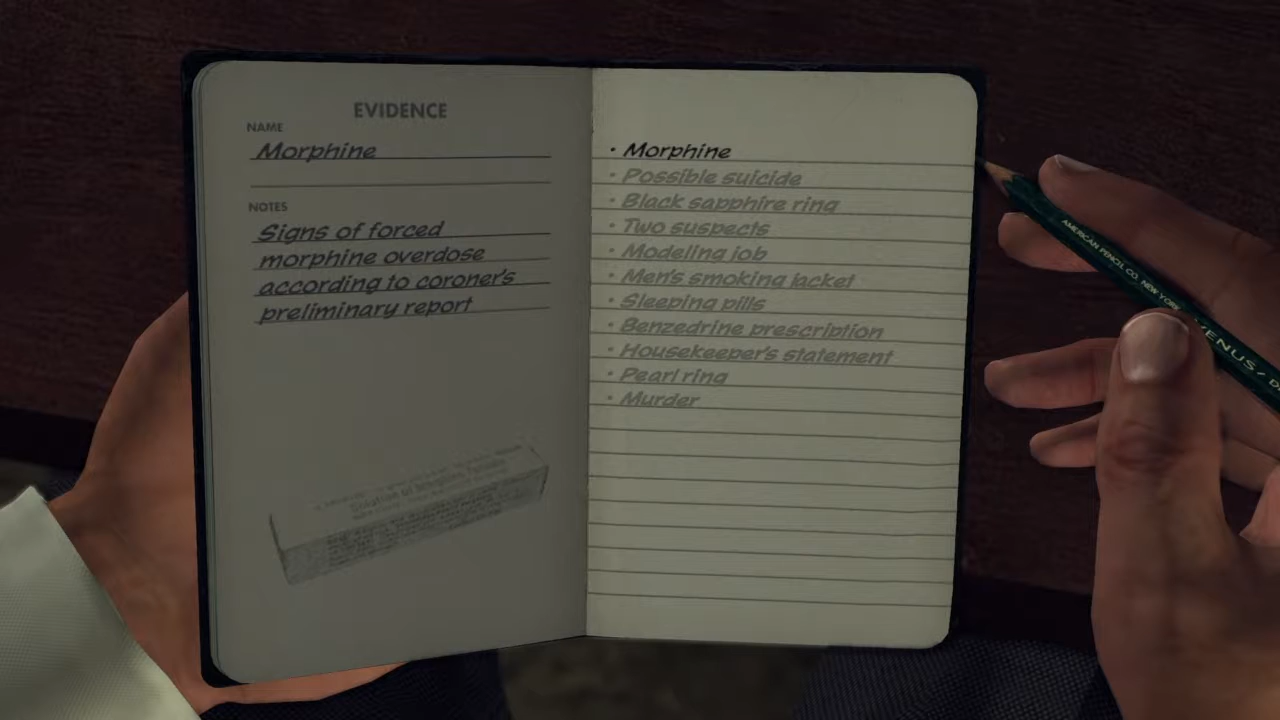 EVIDENCE
NAME
Morphine
NOTES
Signs of forced
morphine overdose
according to coroner's
preliminary report
• Morphine
• Possible suicide
• Black sapphire ring
• Two suspects
• Modeling job
• Men's smoking jacket
• Sleeping pills
• Benzedrine prescription
• Housekeeper's statement
• Pearl ring
• Murder
AMERICAN PENCIL CO. NEW YORK
VENUS